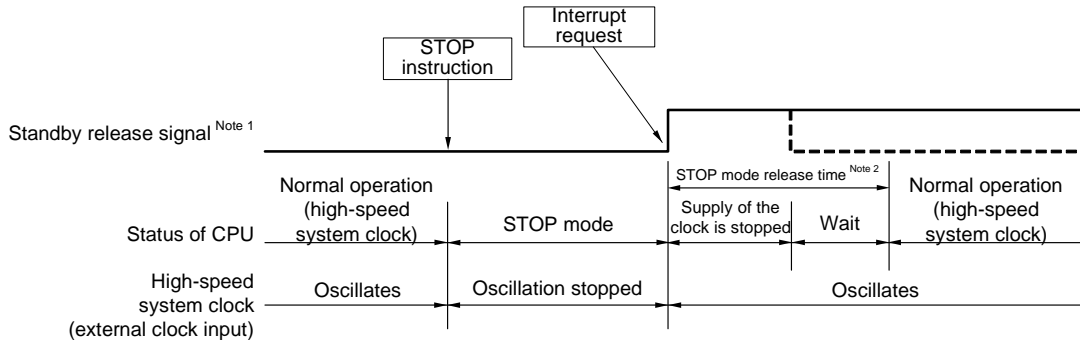 Interrupt
request
STOP
instruction
Standby release signal Note 1
STOP mode release time Note 2
Normal operation
(high-speed
system clock)
STOP mode
Supply of the
clock is stopped
Wait
Normal operation
(high-speed
system clock)
Status of CPU
High-speed
system clock
(external clock input)
Oscillates
Oscillation stopped
Oscillates